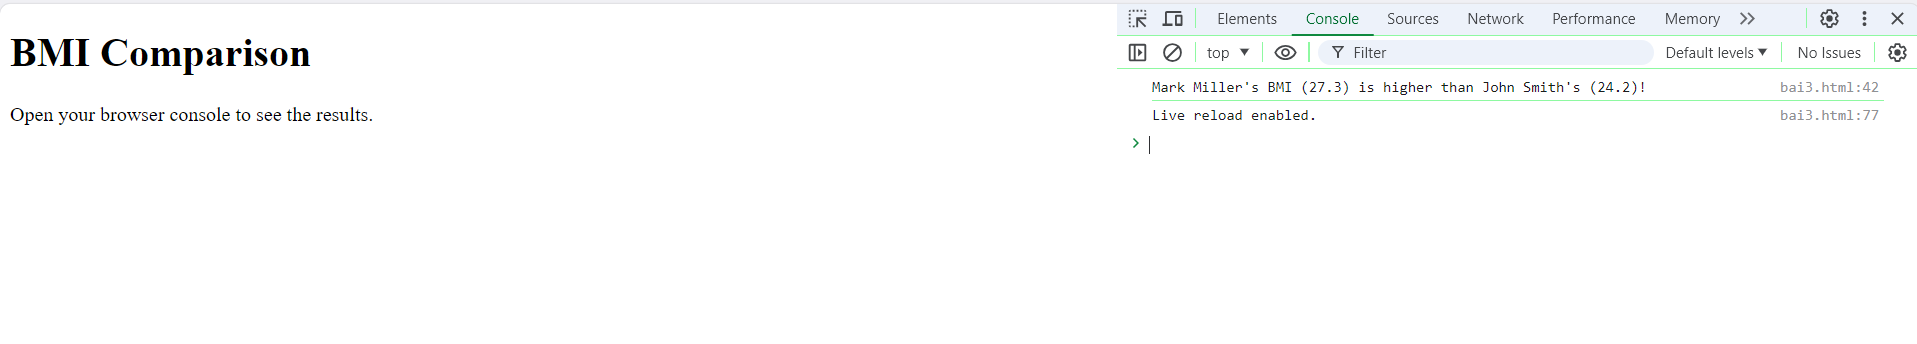 BMI Comparison
Open your browser console to see the results.
Elements Console Sources Network Performance Memory
top Filter Default levels No Issues
Mark Miller's BMI (27.3) is higher than John Smith's (24.2)! bai3.html:42
Live reload enabled. bai3.html:77